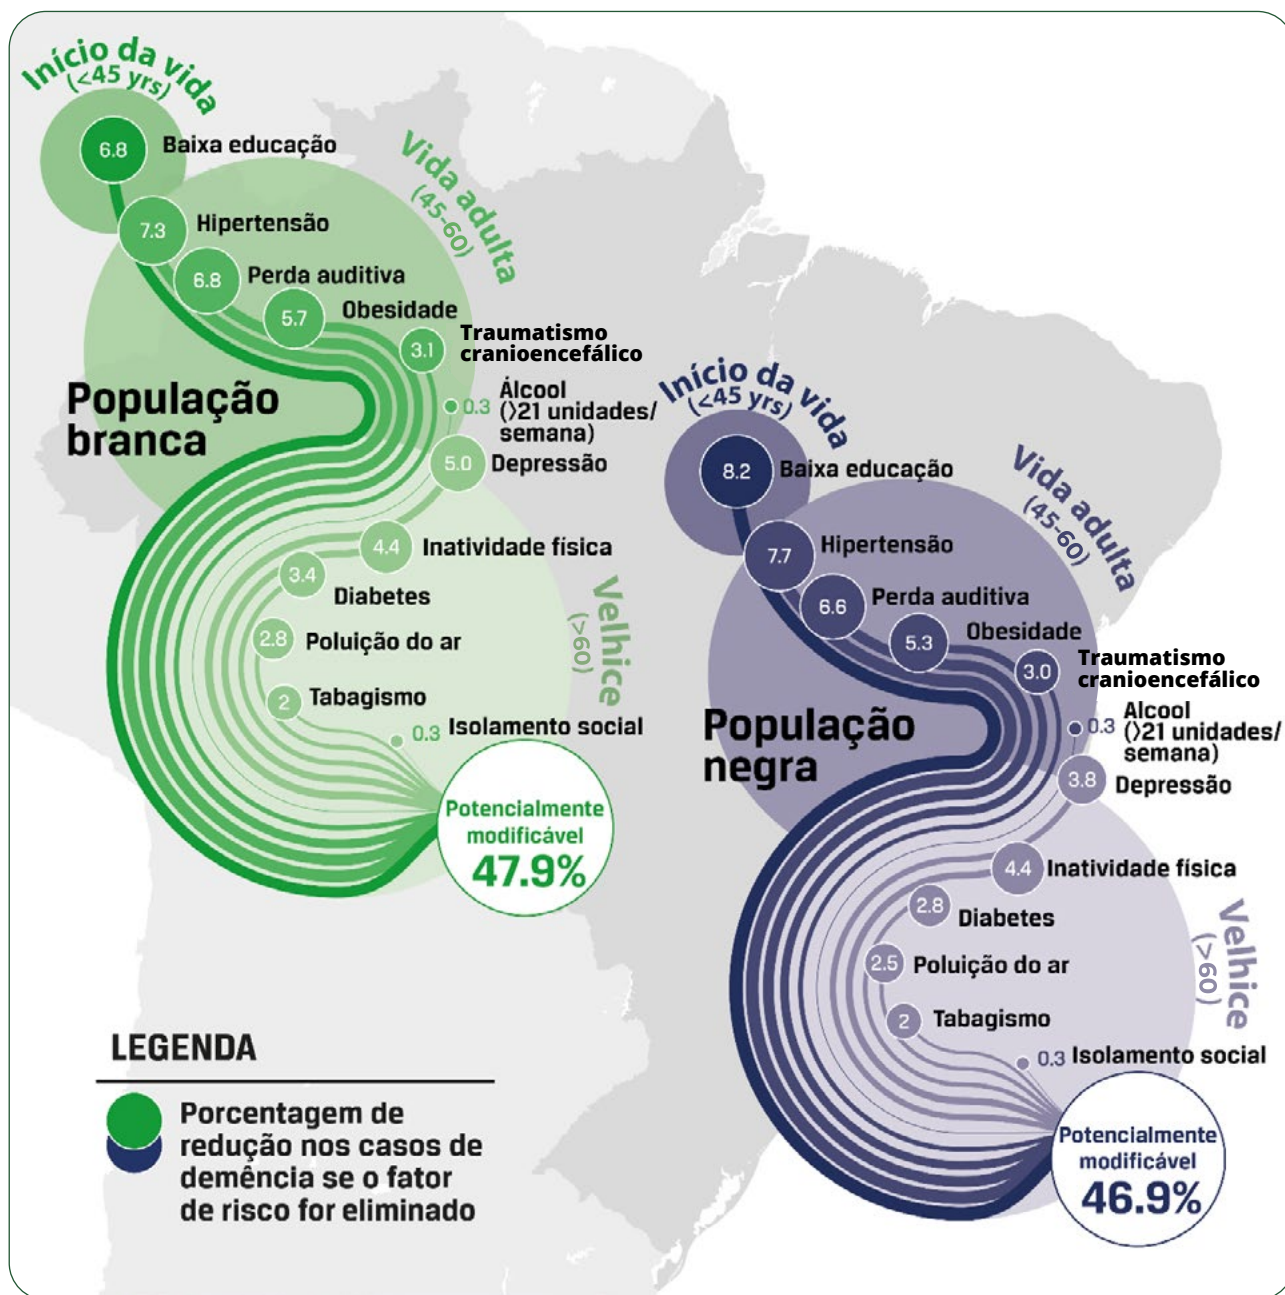 Início da vida
(<45 yrs)
6.8
Baixa educação
Vida adulta
(45-60)
7.3
Hipertensão
6.8
Perda auditiva
5.7
Obesidade
3.1
Traumatismo
cranioencefálico
População
branca
0.3
Álcool
(>21 unidades/
semana)
5.0
Depressão
4.4
Inatividade física
3.4
Diabetes
Velhice
(>60)
2.8
Poluição do ar
2
Tabagismo
0.3
Isolamento social
Potencialmente
modificável
47.9%
Início da vida
(<45 yrs)
8.2
Baixa educação
Vida adulta
(45-60)
7.7
Hipertensão
6.6
Perda auditiva
5.3
Obesidade
3.0
Traumatismo
cranioencefálico
População
negra
0.3
Alcool
(>21 unidades/
semana)
3.8
Depressão
4.4
Inatividade física
2.8
Diabetes
Velhice
(>60)
2.5
Poluição do ar
2
Tabagismo
0.3
Isolamento social
Potencialmente
modificável
46.9%
LEGENDA
Porcentagem de
redução nos casos de
demência se o fator
de risco for eliminado